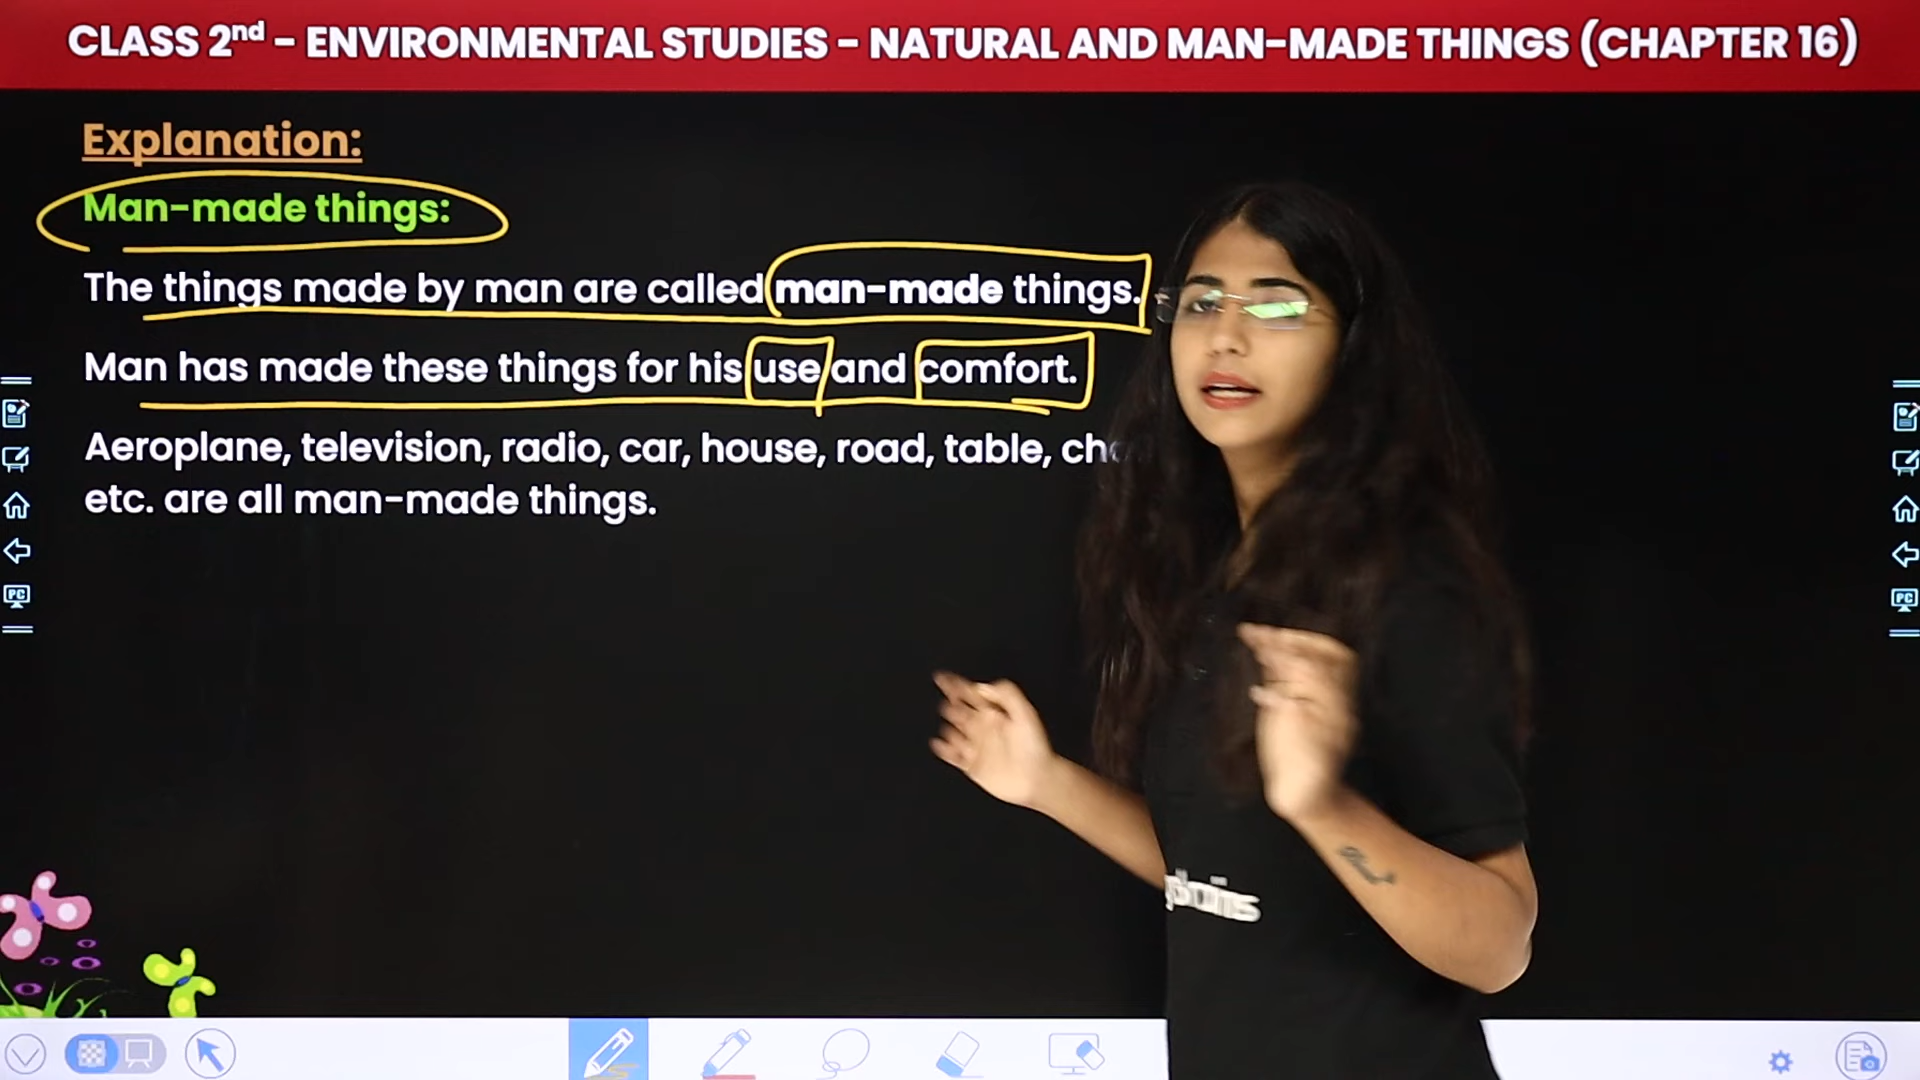 CLASS 2nd - ENVIRONMENTAL STUDIES - NATURAL AND MAN-MADE THINGS (CHAPTER 16)
Explanation:
Man-made things:
The things made by man are called man-made things.
Man has made these things for his use and comfort.
Aeroplane, television, radio, car, house, road, table,
etc. are all man-made things.
PC
PC